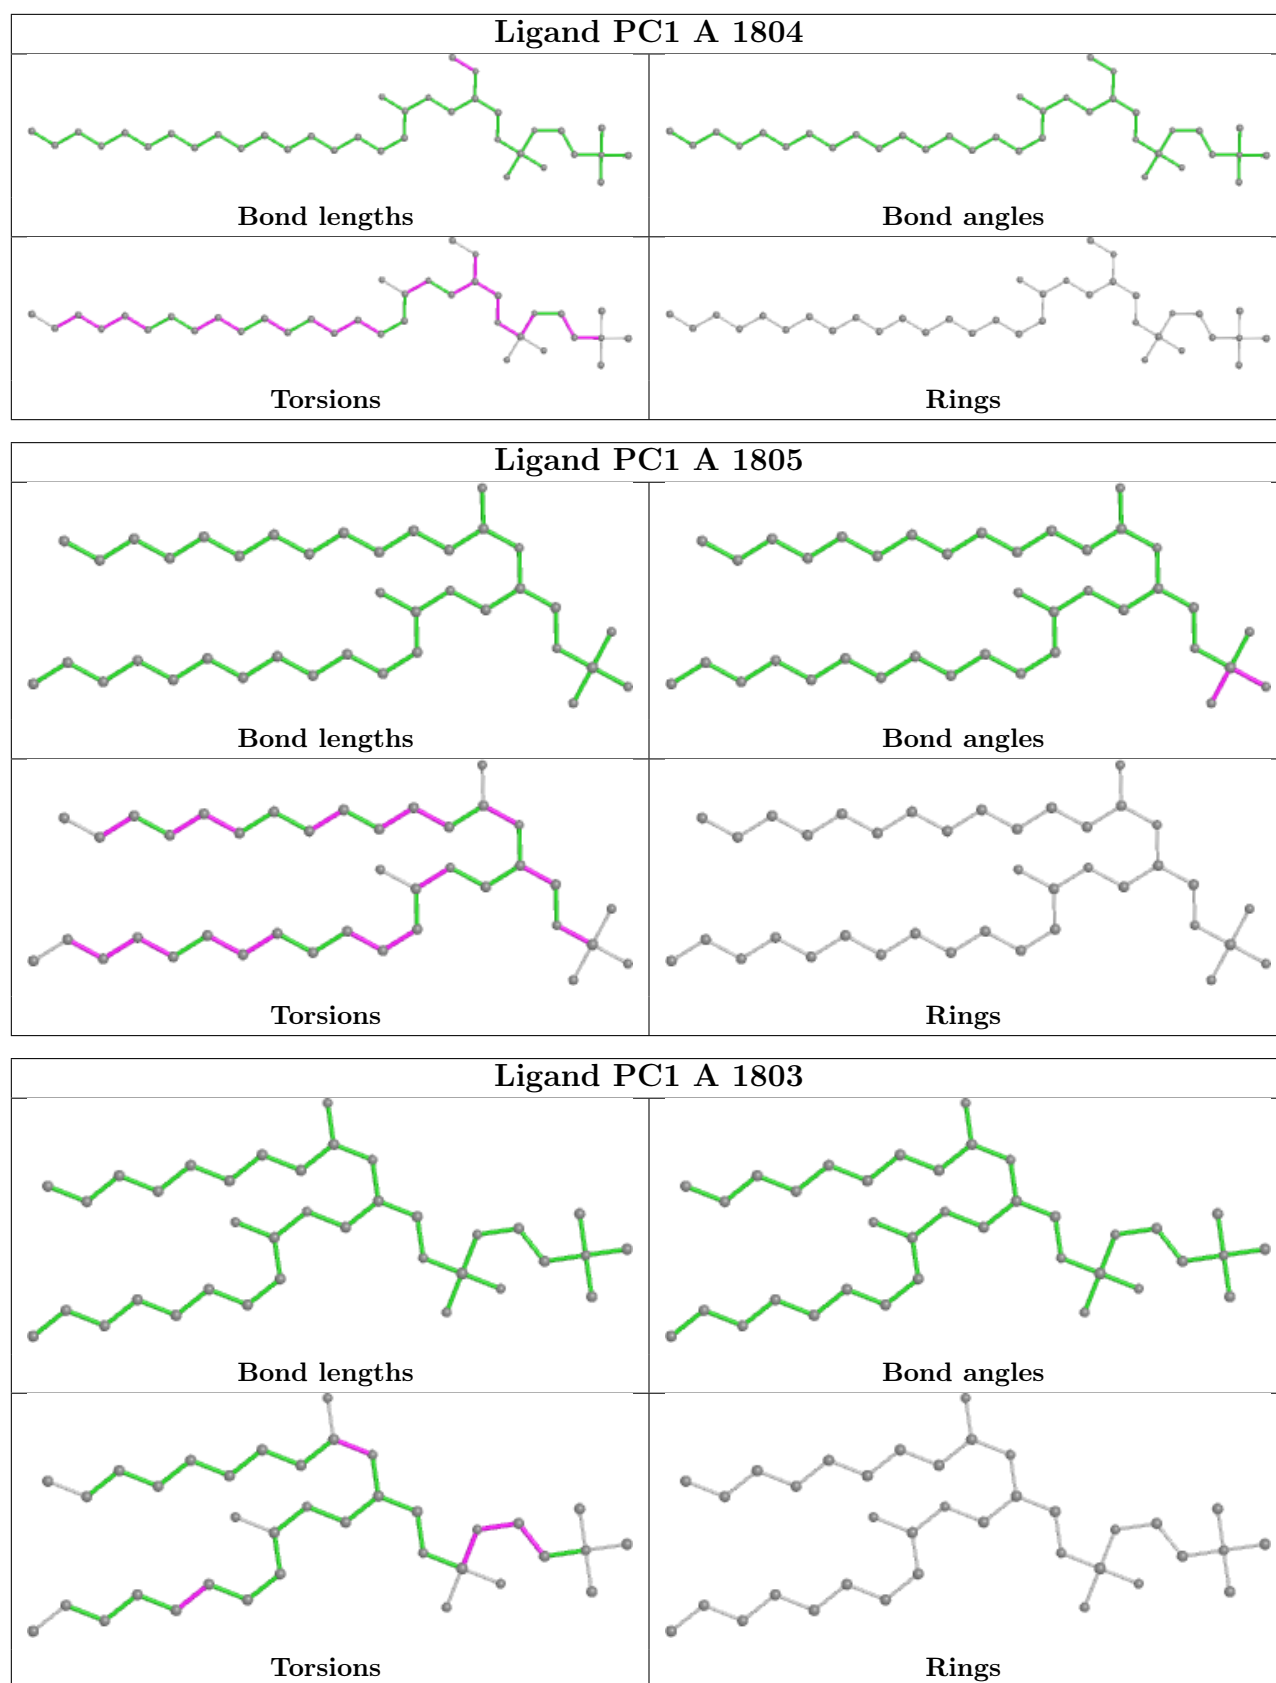 Ligand PC1 A 1804
Bond lengths
Bond angles
Torsions
Rings
Ligand PC1 A 1805
Bond lengths
Bond angles
Torsions
Rings
Ligand PC1 A 1803
Bond lengths
Bond angles
Torsions
Rings